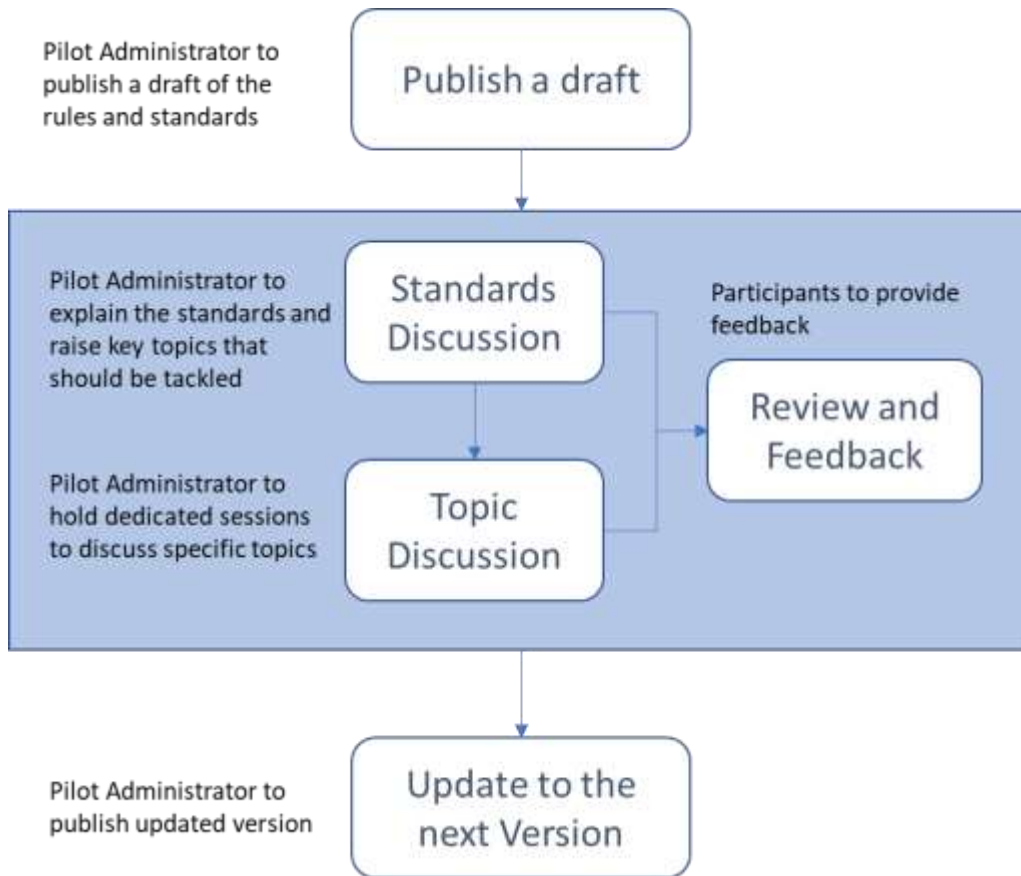 Pilot Administrator to
publish a draft of the
rules and standards
Publish a draft
Pilot Administrator to
explain the standards and
raise key topics that
should be tackled
Standards
Discussion
Participants to provide
feedback
Review and
Feedback
Pilot Administrator to
hold dedicated sessions
to discuss specific topics
Topic
Discussion
Pilot Administrator to
publish updated version
Update to the
next Version